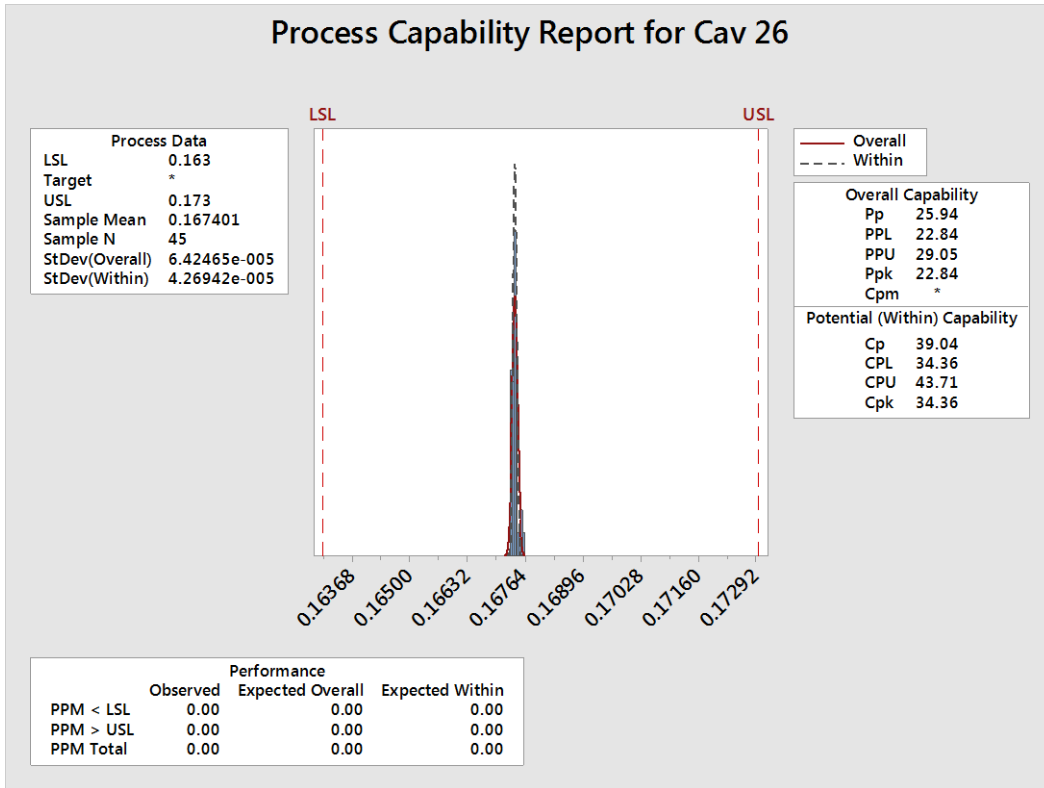 Process Capability Report for Cav 26
LSL
USL
Process Data
LSL 0.163
Target *
USL 0.173
Sample Mean 0.167401
Sample N 45
StDev(Overall) 6.42465e-005
StDev(Within) 4.26942e-005
Overall
Within
Overall Capability
Pp 25.94
PPL 22.84
PPU 29.05
Ppk 22.84
Cpm *
Potential (Within) Capability
Cp 39.04
CPL 34.36
CPU 43.71
Cpk 34.36
0.16368 0.16500 0.16632 0.16764 0.16896 0.17028 0.17160 0.17292
Performance
Observed Expected Overall Expected Within
PPM < LSL 0.00 0.00 0.00
PPM > USL 0.00 0.00 0.00
PPM Total 0.00 0.00 0.00